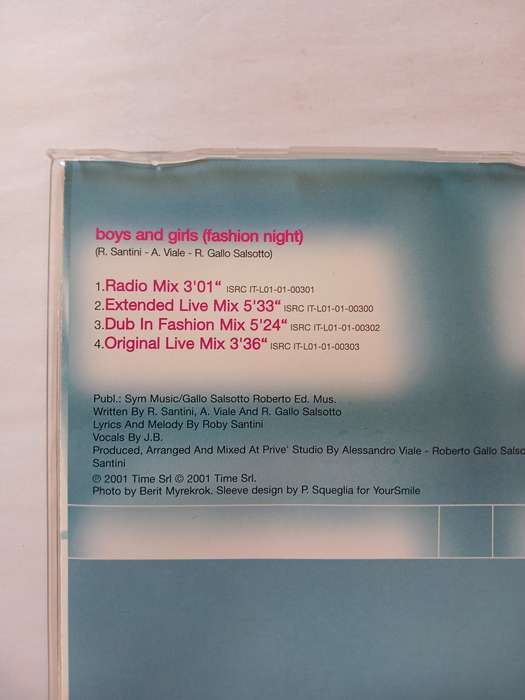 boys and girls (fashion night)
(R. Santini - A. Viale - R. Gallo Salsotto)
1.Radio Mix 3'01“ ISRC IT-L01-01-00301
2.Extended Live Mix 5'33“ ISRC IT-L01-01-00300
3.Dub In Fashion Mix 5'24“ ISRC IT-L01-01-00302
4.Original Live Mix 3'36“ ISRC IT-L01-01-00303
Publ.: Sym Music/Gallo Salsotto Roberto Ed. Mus.
Written By R. Santini, A. Viale And R. Gallo Salsotto
Lyrics And Melody By Roby Santini
Vocals By J.B.
Produced, Arranged And Mixed At Prive' Studio By Alessandro Viale - Roberto Gallo Salso
Santini
℗ 2001 Time Srl © 2001 Time Srl.
Photo by Berit Myrekrok. Sleeve design by P. Squeglia for YourSmile